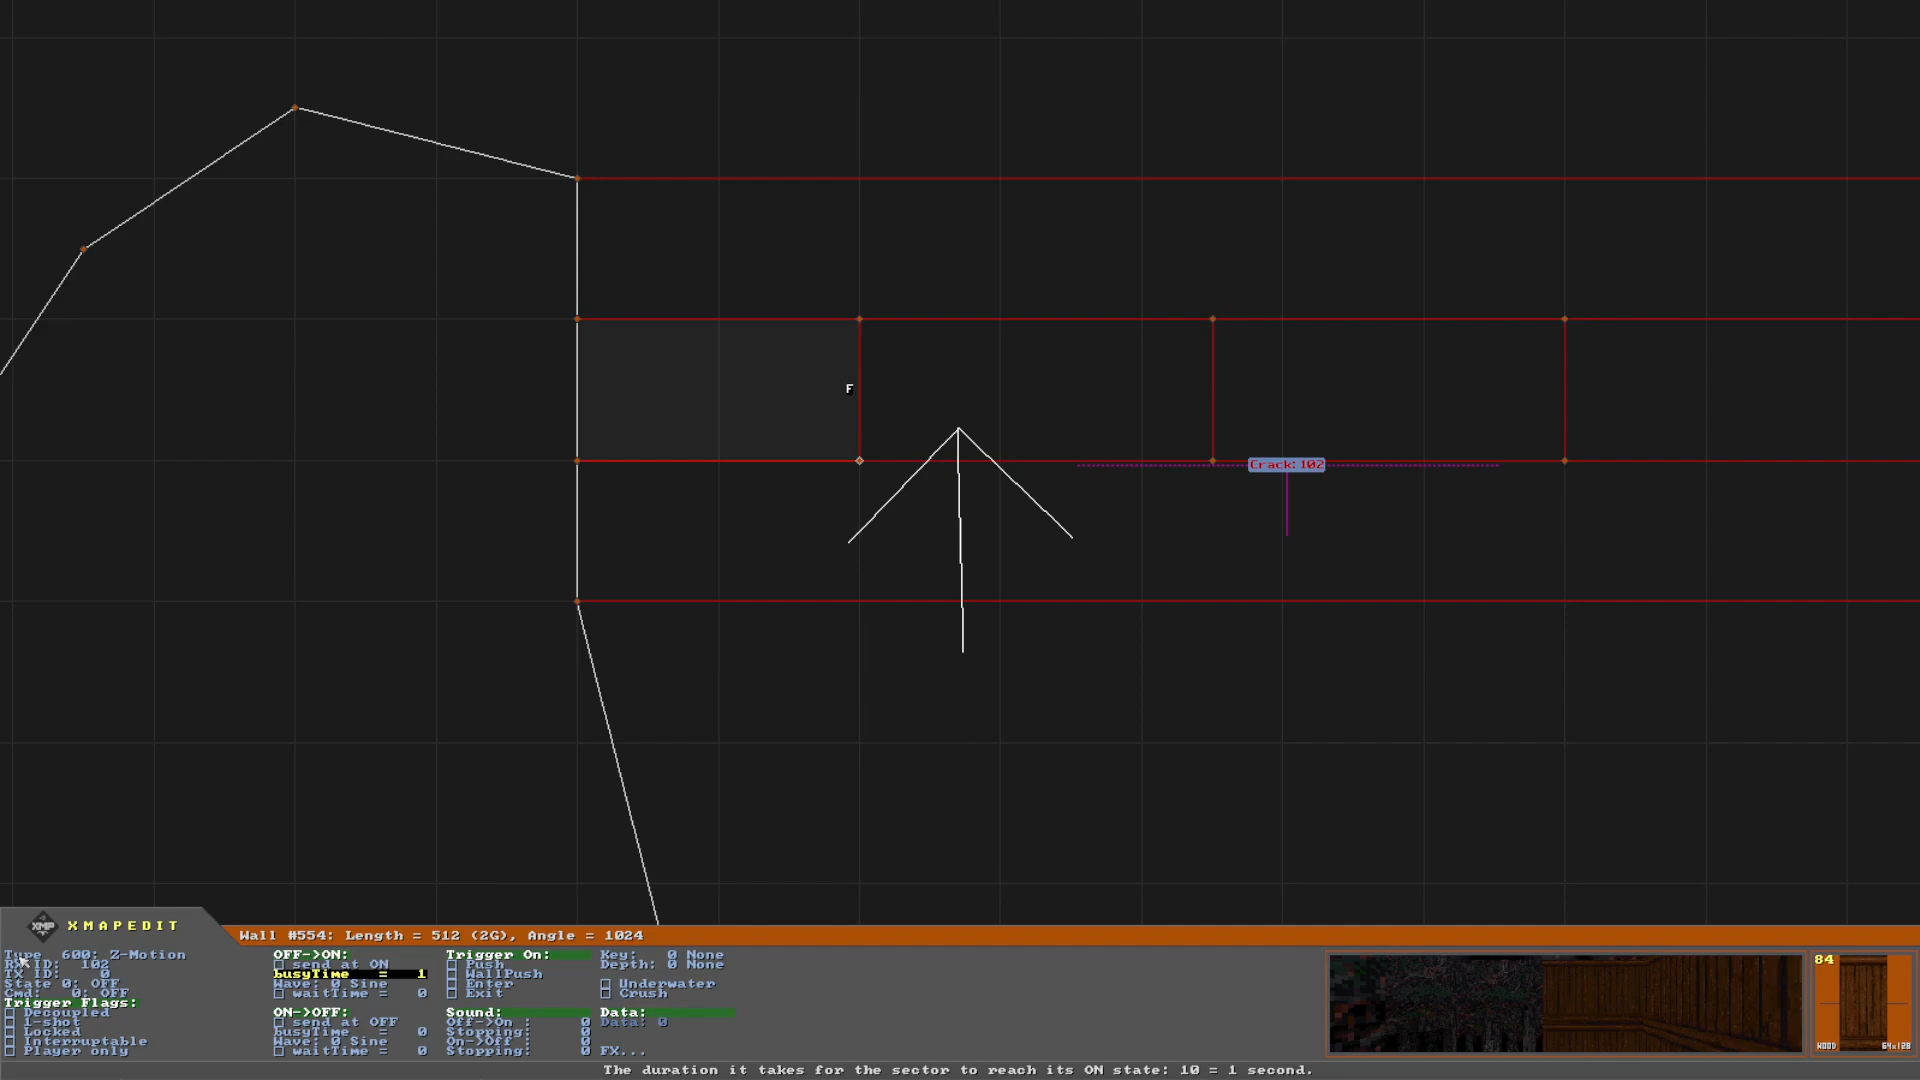 F
Crack: 102
XMP XMAPEDIT
Wall #554: Length = 512 (2G), Angle = 1024
Type 600: Z-Motion
RX ID: 102
TX ID: 0
State 0: OFF
Cmd: 0: OFF
Trigger Flags:
Decoupled
1-shot
Locked
Interruptable
Player only
OFF->ON:
send at ON
busyTime = 1
Wave: 0 Sine
waitTime = 0
ON->OFF:
send at OFF
busyTime = 0
Wave: 0 Sine
waitTime = 0
Trigger On:
Push
WallPush
Enter
Exit
Sound:
Off->On : 0
Stopping: 0
On->Off : 0
Stopping: 0
Key: 0 None
Depth: 0 None
Underwater
Crush
Data:
Data: 0
FX...
84
WOOD 64x128
The duration it takes for the sector to reach its ON state: 10 = 1 second.